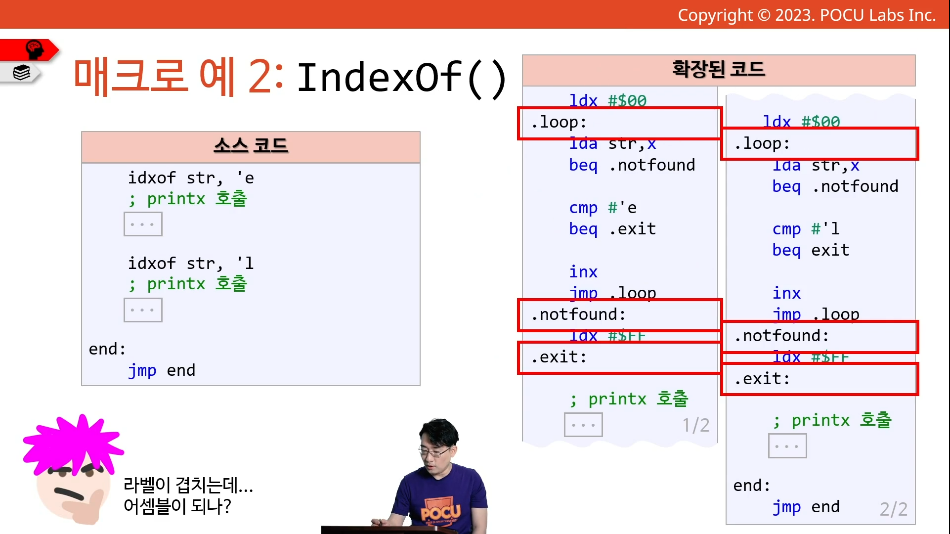 Copyright © 2023. POCU Labs Inc.
매크로 예 2: IndexOf()
소스 코드
idxof str, 'e
; printx 호출
...
idxof str, 'l
; printx 호출
...
end:
jmp end
라벨이 겹치는데...
어셈블이 되나?
POCU
확장된 코드
ldx #$00
.loop:
lda str,x
beq .notfound
cmp #'e
beq .exit
inx
jmp .loop
.notfound:
ldx #$FF
.exit:
; printx 호출
...
1/2
ldx #$00
.loop:
lda str,x
beq .notfound
cmp #'l
beq exit
inx
jmp .loop
.notfound:
ldx #$FF
.exit:
; printx 호출
...
end:
jmp end
2/2